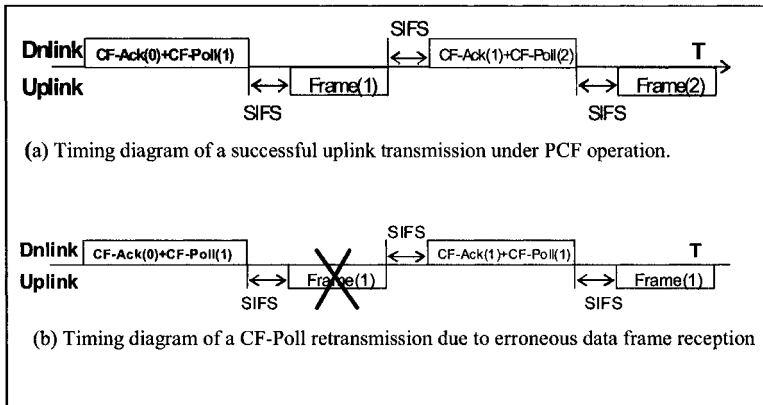 SIFS
Dnlink CF-Ack(0)+CF-Poll(1) CF-Ack(1)+CF-Poll(2) T
Uplink Frame(1) Frame(2)
SIFS SIFS
(a) Timing diagram of a successful uplink transmission under PCF operation.
SIFS
Dnlink CF-Ack(0)+CF-Poll(1) CF-Ack(1)+CF-Poll(1) T
Uplink Frame(1) Frame(1)
SIFS SIFS
(b) Timing diagram of a CF-Poll retransmission due to erroneous data frame reception